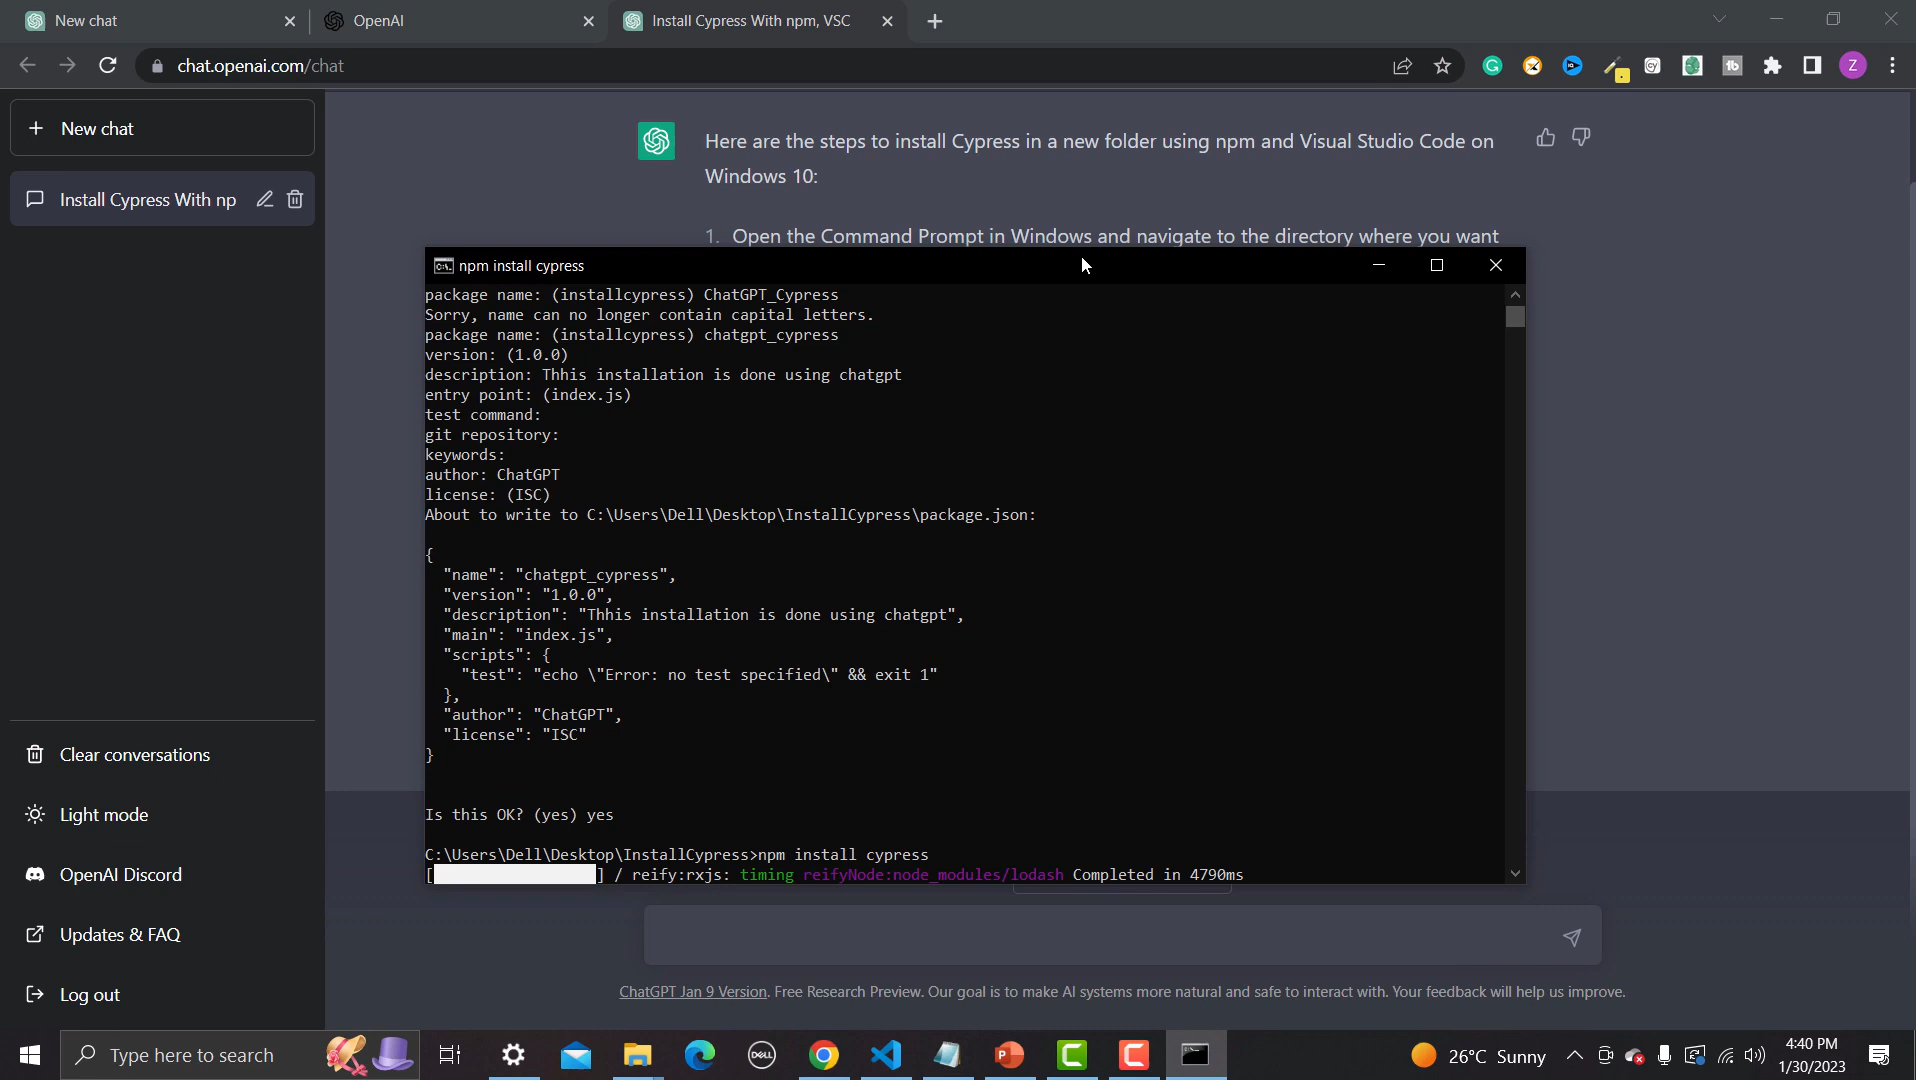 New chat
OpenAI
Install Cypress With npm, VSC
chat.openai.com/chat
New chat
Install Cypress With np
Here are the steps to install Cypress in a new folder using npm and Visual Studio Code on
Windows 10:
1. Open the Command Prompt in Windows and navigate to the directory where you want
npm install cypress
package name: (installcypress) ChatGPT_Cypress
Sorry, name can no longer contain capital letters.
package name: (installcypress) chatgpt_cypress
version: (1.0.0)
description: Thhis installation is done using chatgpt
entry point: (index.js)
test command:
git repository:
keywords:
author: ChatGPT
license: (ISC)
About to write to C:\Users\Dell\Desktop\InstallCypress\package.json:
{
"name": "chatgpt_cypress",
"version": "1.0.0",
"description": "Thhis installation is done using chatgpt",
"main": "index.js",
"scripts": {
"test": "echo \"Error: no test specified\" && exit 1"
},
"author": "ChatGPT",
"license": "ISC"
}
Is this OK? (yes) yes
C:\Users\Dell\Desktop\InstallCypress>npm install cypress
[ ] / reify:rxjs: timing reifyNode:node_modules/lodash Completed in 4790ms
Clear conversations
Light mode
OpenAI Discord
Updates & FAQ
Log out
ChatGPT Jan 9 Version. Free Research Preview. Our goal is to make AI systems more natural and safe to interact with. Your feedback will help us improve.
Type here to search
DELL
26°C Sunny
4:40 PM
1/30/2023
Z